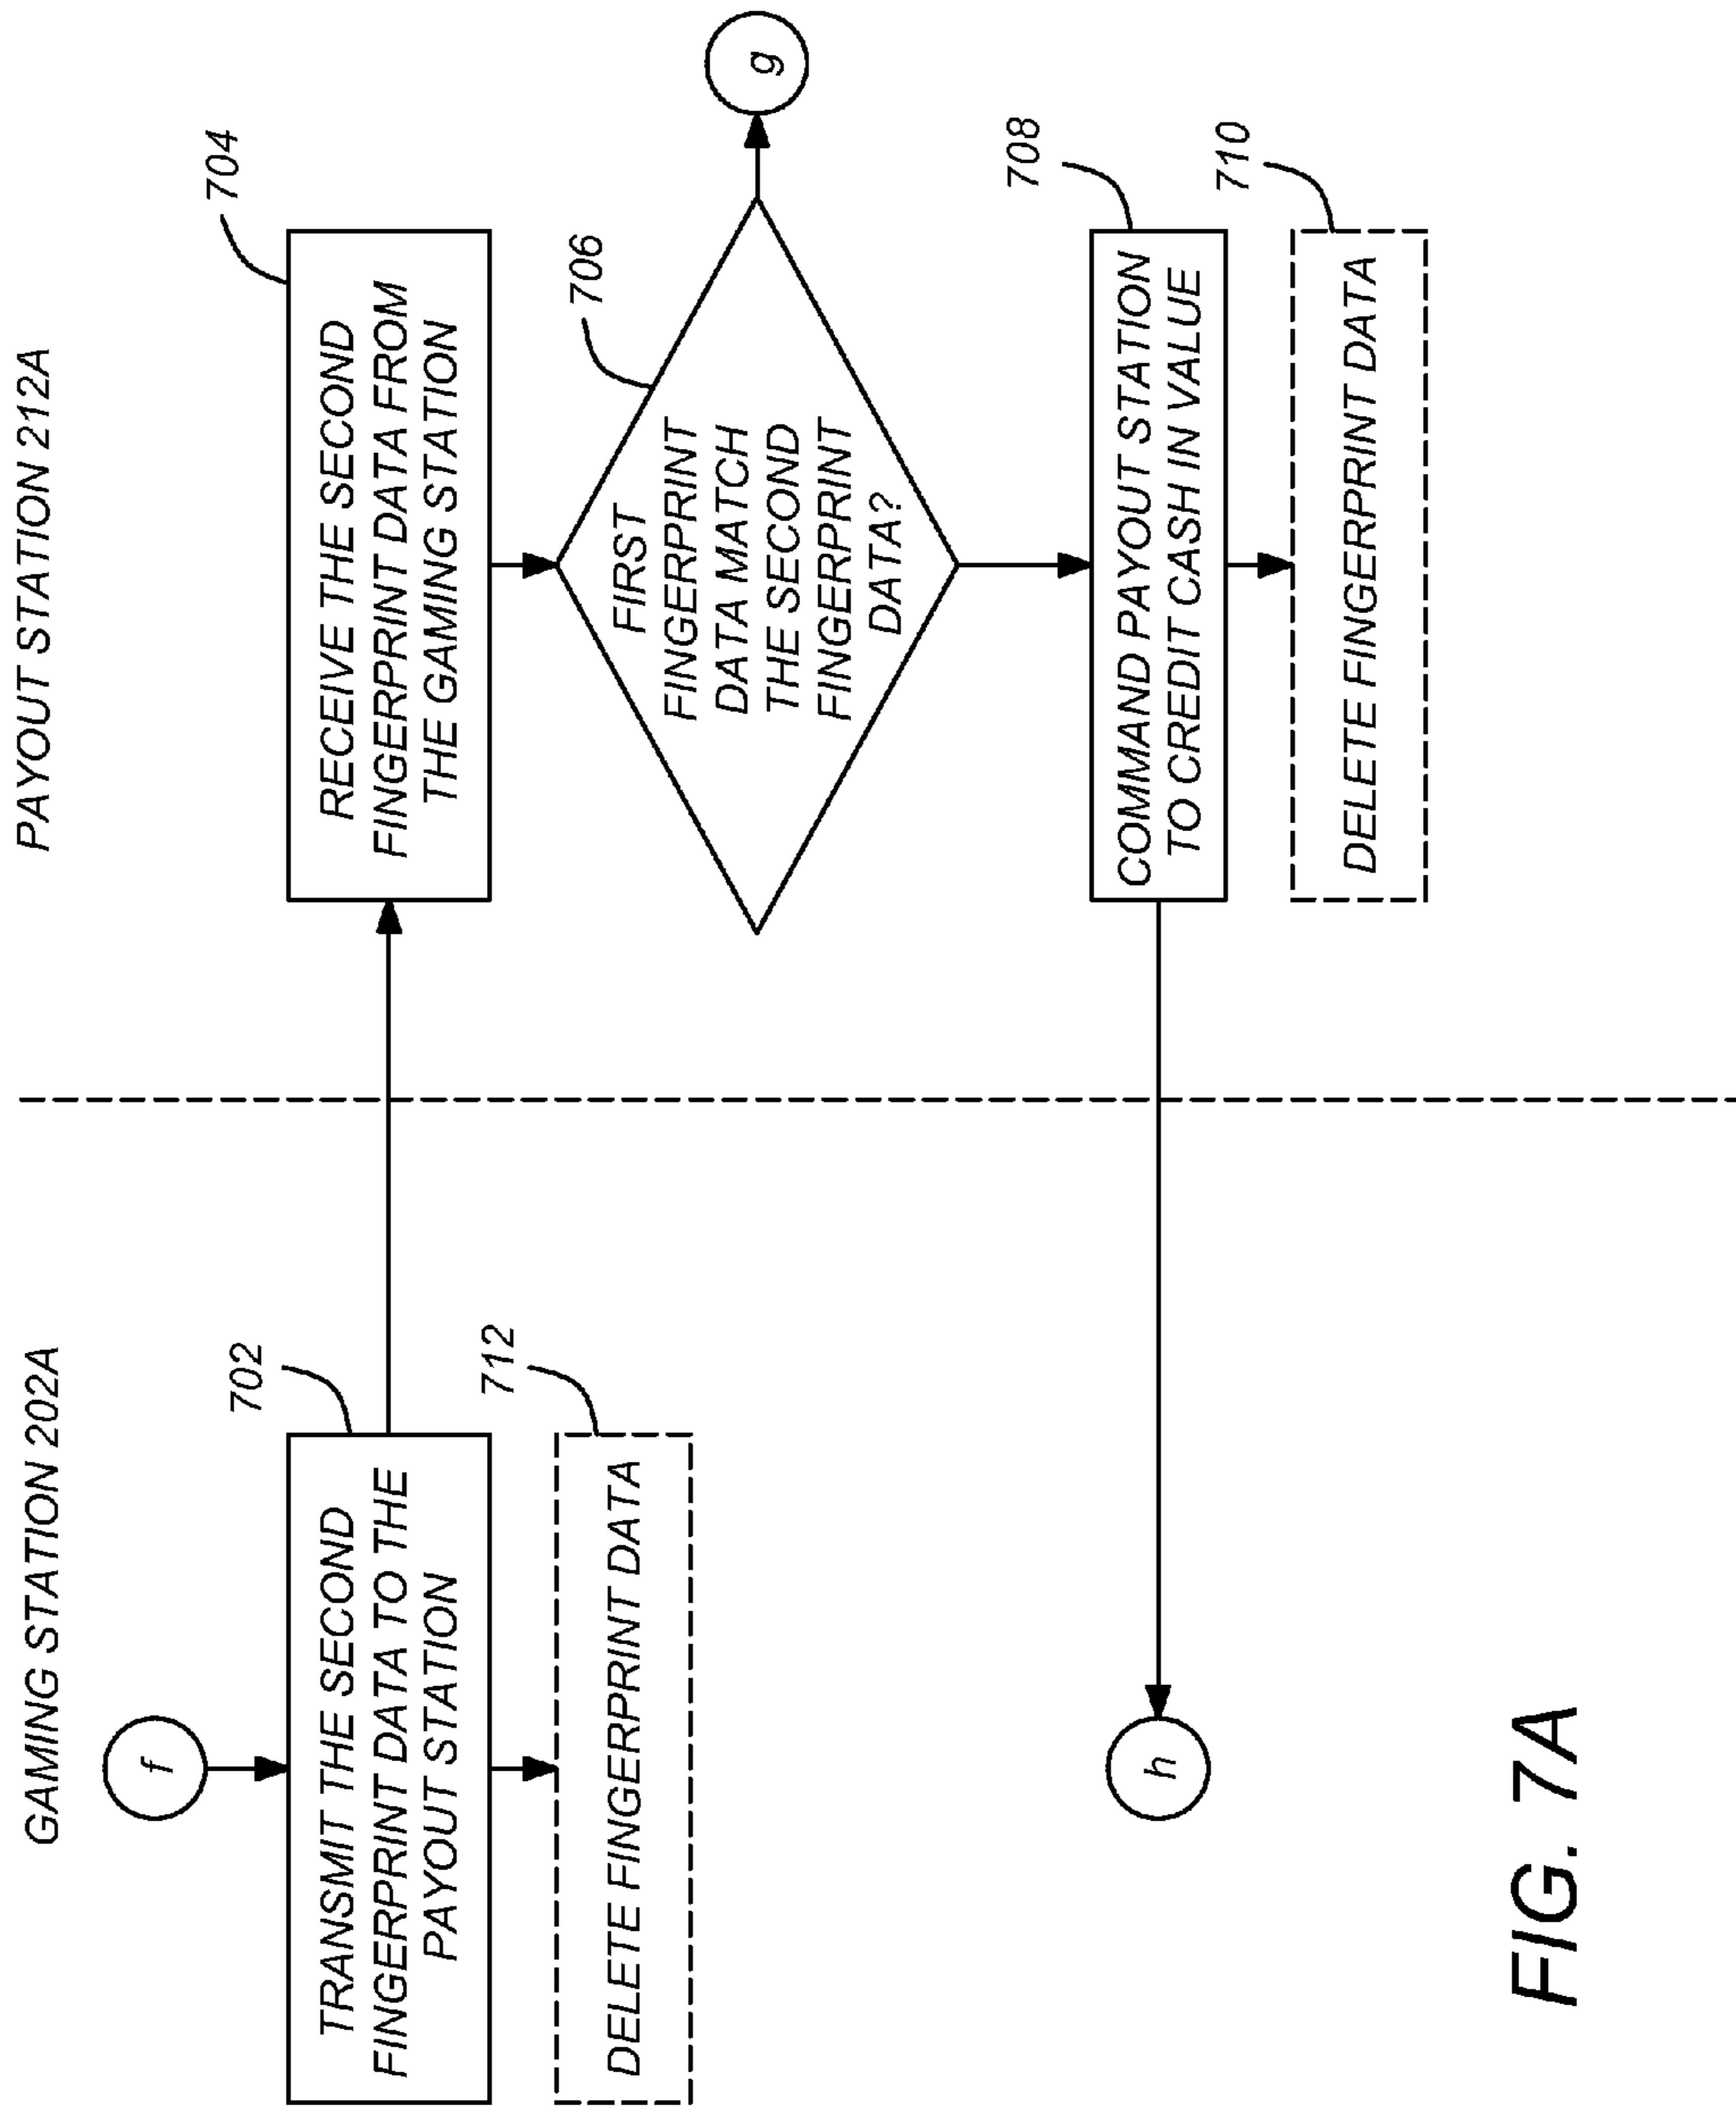 GAMING STATION 202A
PAYOUT STATION 212A
f
702
TRANSMIT THE SECOND
FINGERPRINT DATA TO THE
PAYOUT STATION
704
RECEIVE THE SECOND
FINGERPRINT DATA FROM
THE GAMING STATION
712
DELETE FINGERPRINT DATA
706
FIRST
FINGERPRINT
DATA MATCH
THE SECOND
FINGERPRINT
DATA?
g
708
COMMAND PAYOUT STATION
TO CREDIT CASH IN VALUE
h
710
DELETE FINGERPRINT DATA
FIG. 7A